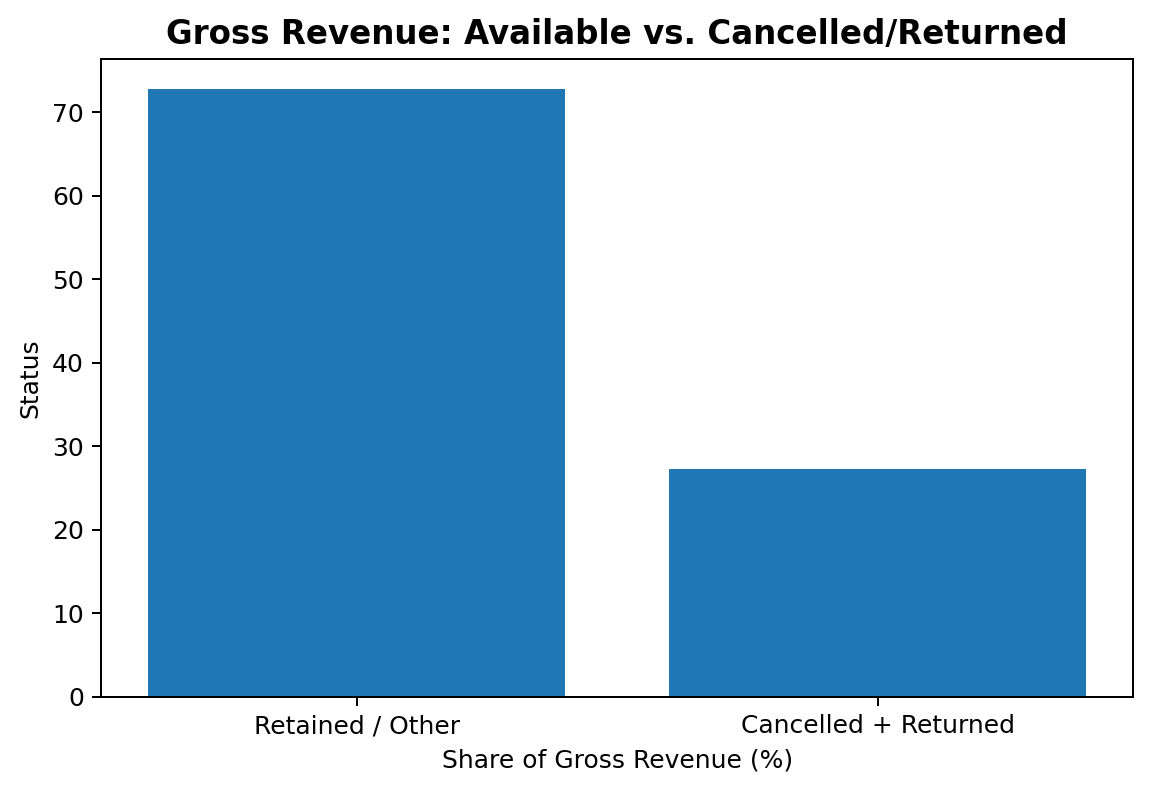 Gross Revenue: Available vs. Cancelled/Returned
70
60
50
40
30
20
10
0
Status
Retained / Other
Cancelled + Returned
Share of Gross Revenue (%)